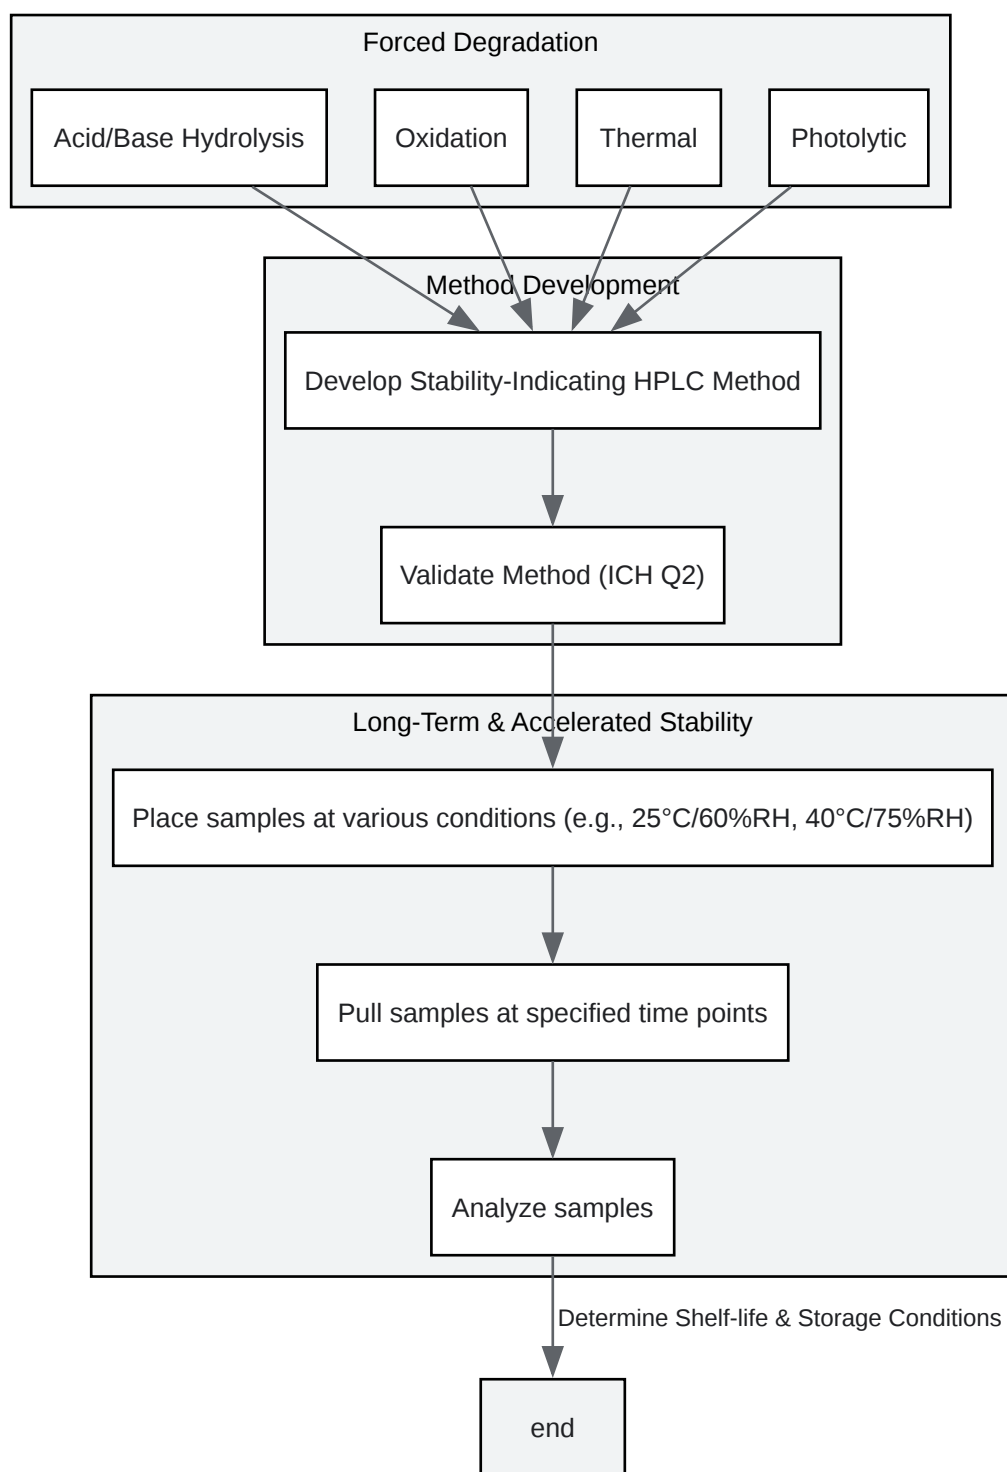 Forced Degradation
Acid/Base Hydrolysis
Oxidation
Thermal
Photolytic
Method Development
Develop Stability-Indicating HPLC Method
Validate Method (ICH Q2)
Long-Term & Accelerated Stability
Place samples at various conditions (e.g., 25°C/60%RH, 40°C/75%RH)
Pull samples at specified time points
Analyze samples
Determine Shelf-life & Storage Conditions
end